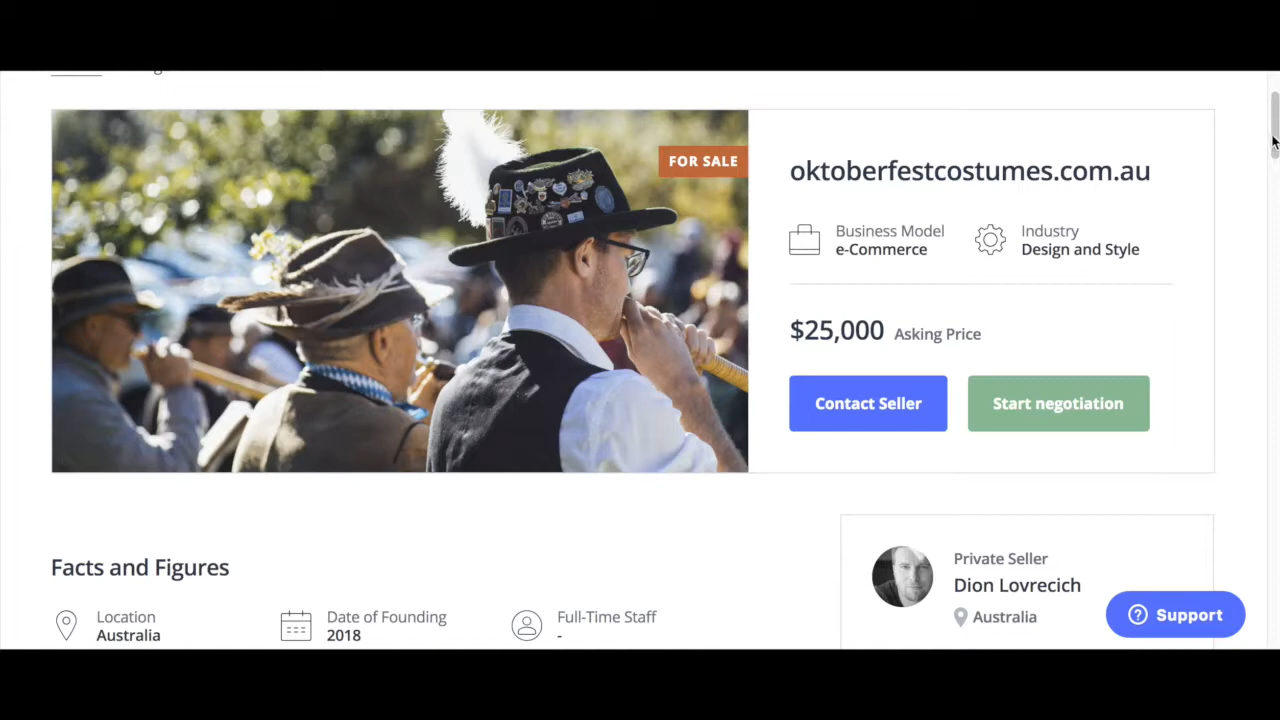 FOR SALE
oktoberfestcostumes.com.au
Business Model
e-Commerce
Industry
Design and Style
$25,000 Asking Price
Contact Seller
Start negotiation
Facts and Figures
Location
Australia
Date of Founding
2018
Full-Time Staff
-
Private Seller
Dion Lovrecich
Australia
Support